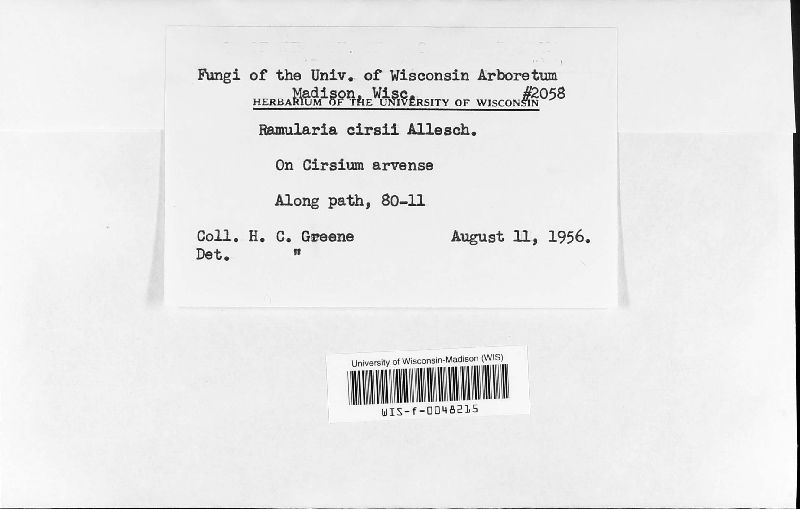 Fungi of the Univ. of Wisconsin Arboretum
Madison, Wisc. #2058
HERBARIUM OF THE UNIVERSITY OF WISCONSIN
Ramularia cirsii Allesch.
On Cirsium arvense
Along path, 80-11
Coll. H. C. Greene August 11, 1956.
Det. "
University of Wisconsin-Madison (WIS)
WIS-f-0048215